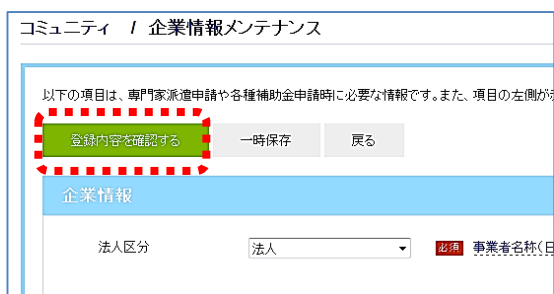 コミュニティ / 企業情報メンテナンス
以下の項目は、専門家派遣申請や各種補助金申請時に必要な情報です。また、項目の左側が
登録内容を確認する 一時保存 戻る
企業情報
法人区分 法人 必須 事業者名称(日